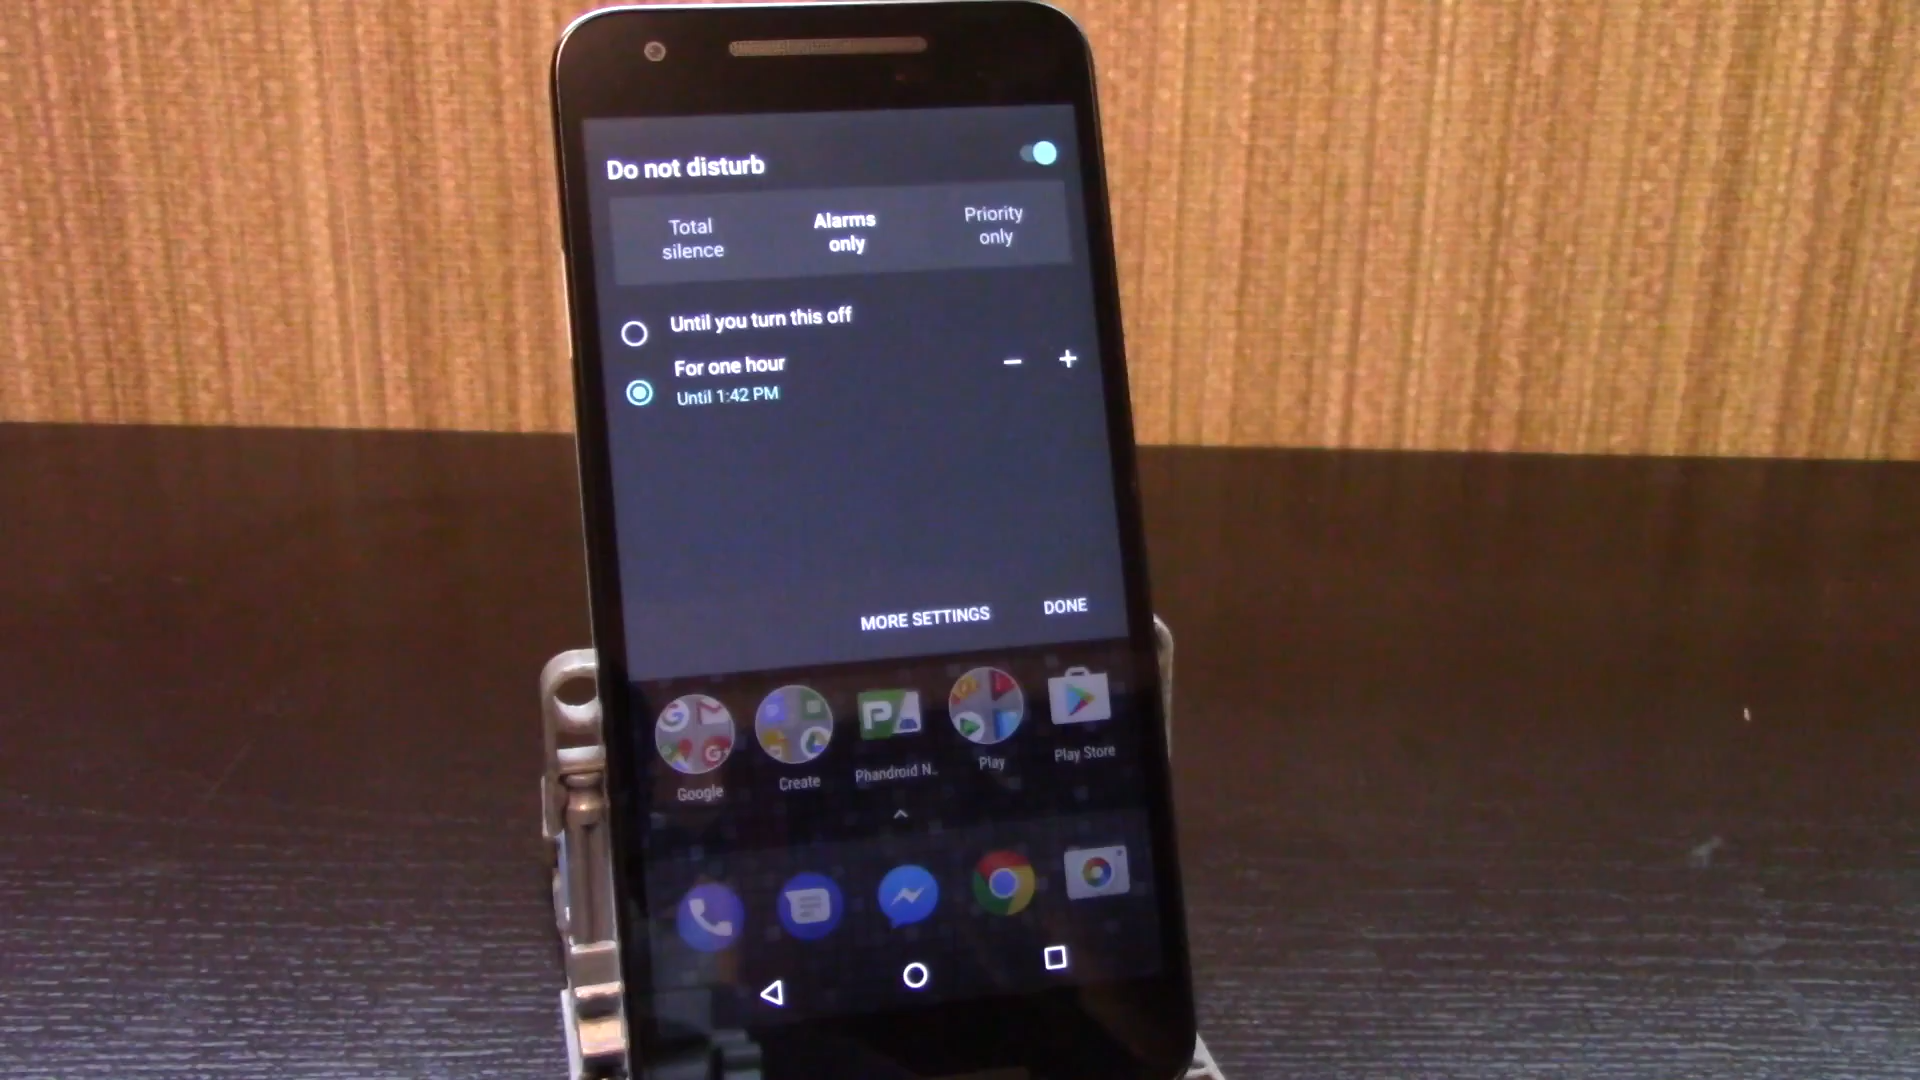 Do not disturb
Total silence
Alarms only
Priority only
Until you turn this off
For one hour
Until 1:42 PM
MORE SETTINGS
DONE
Google
Create
Phandroid N..
Play
Play Store